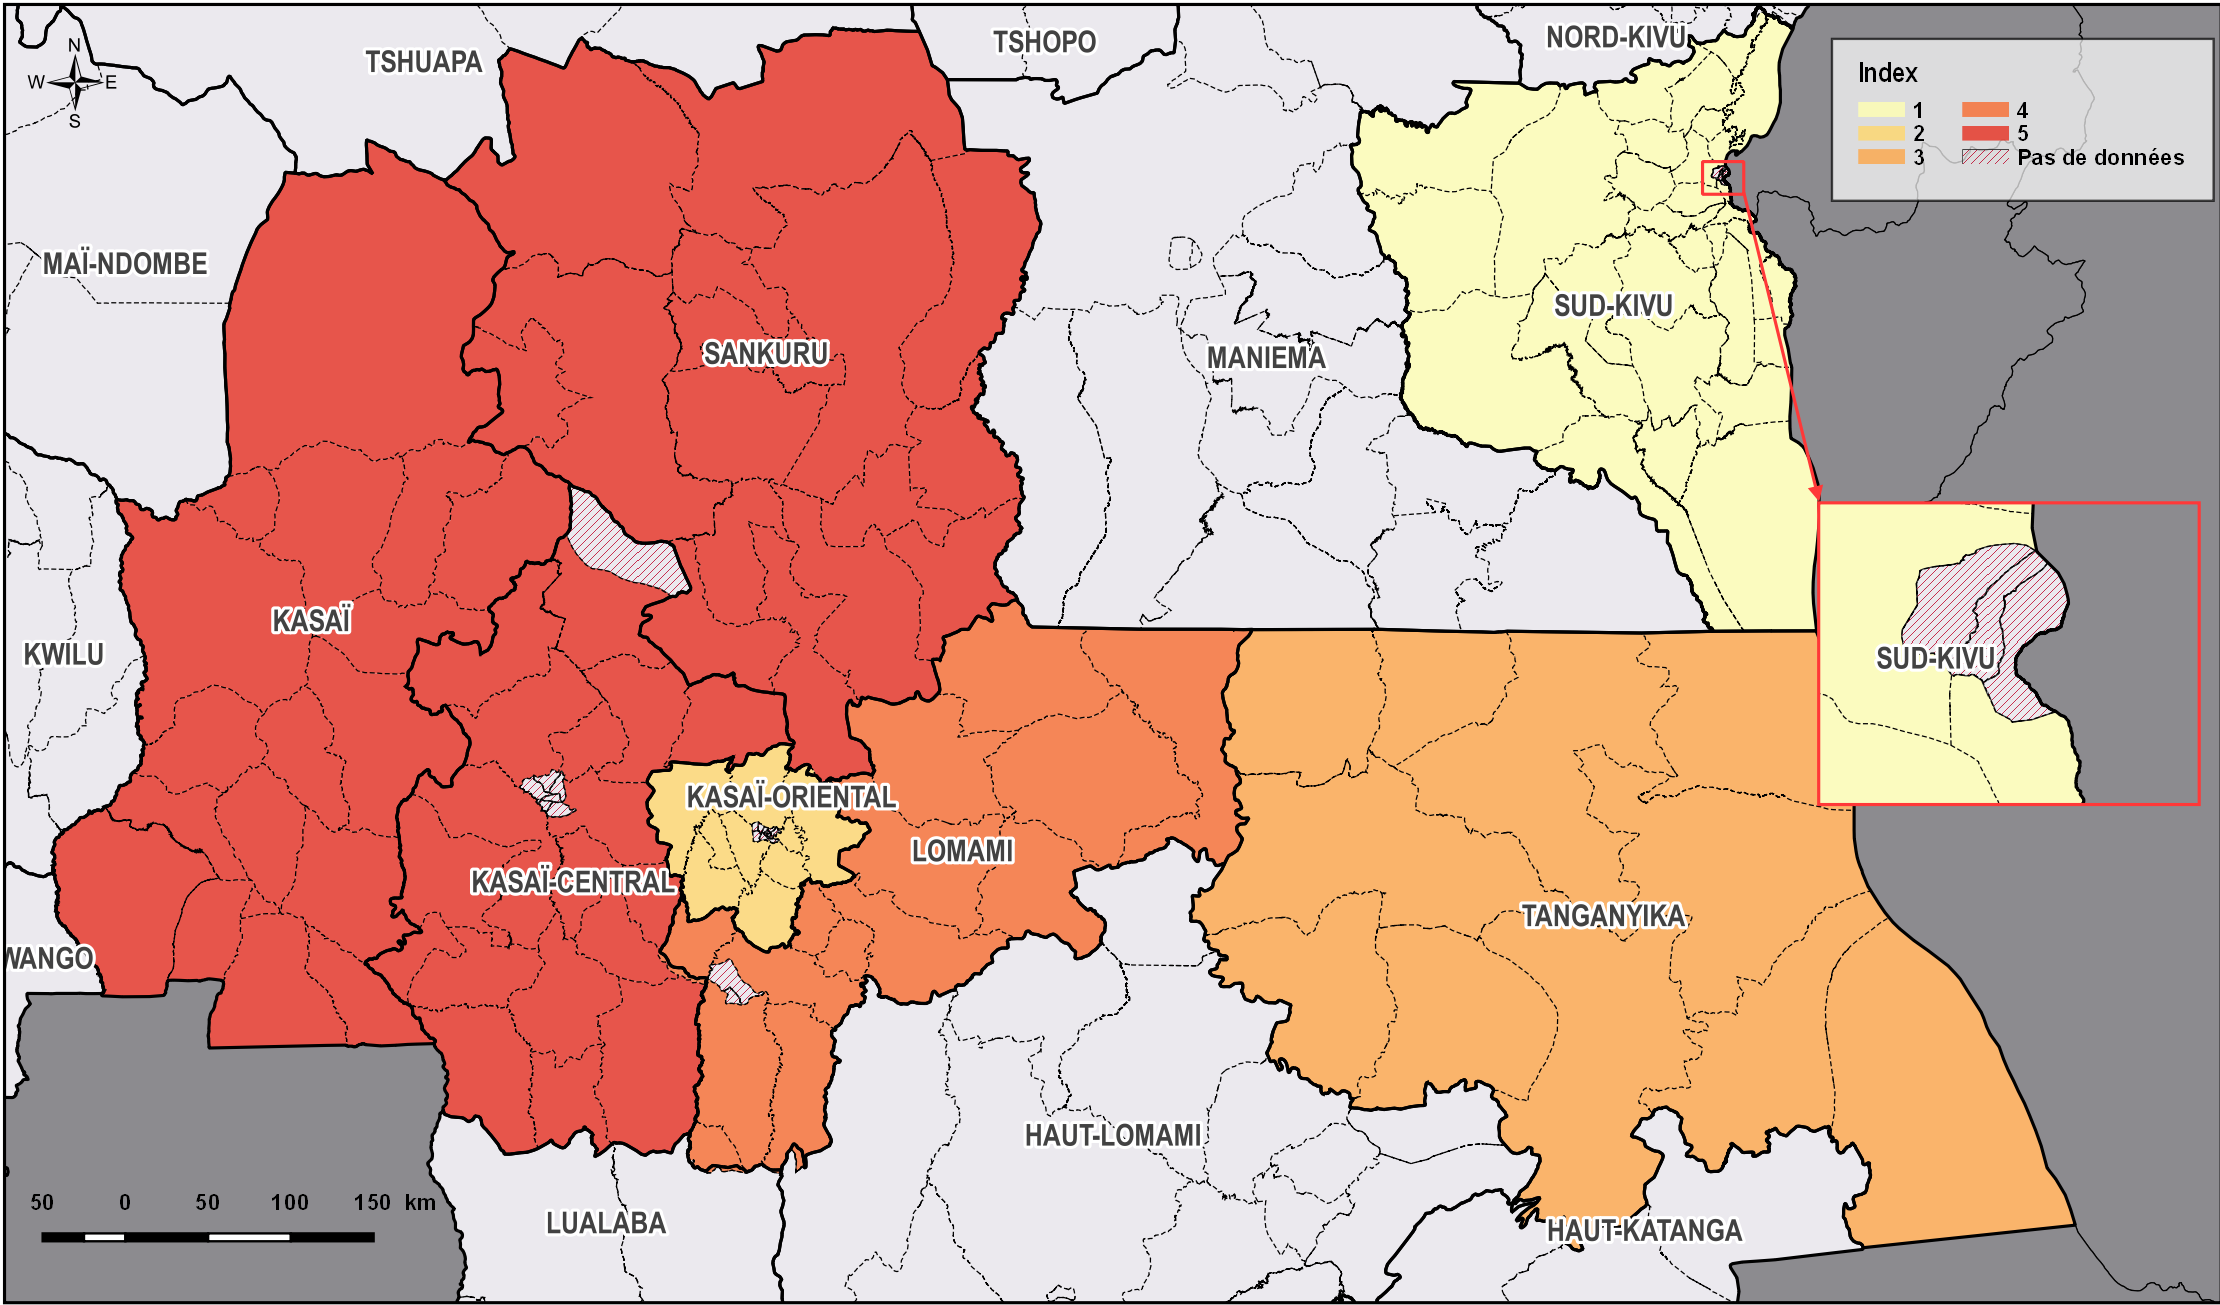 TSHUAPA
TSHOPO
NORD-KIVU
N
W E
S
Index
1 4
2 5
3 Pas de données
MAÏ-NDOMBE
SANKURU
MANIEMA
SUD-KIVU
KASAÏ
KWILU
SUD-KIVU
KASAÏ-ORIENTAL
LOMAMI
KASAÏ-CENTRAL
TANGANYIKA
WANGO
HAUT-LOMAMI
50 0 50 100 150 km
LUALABA
HAUT-KATANGA